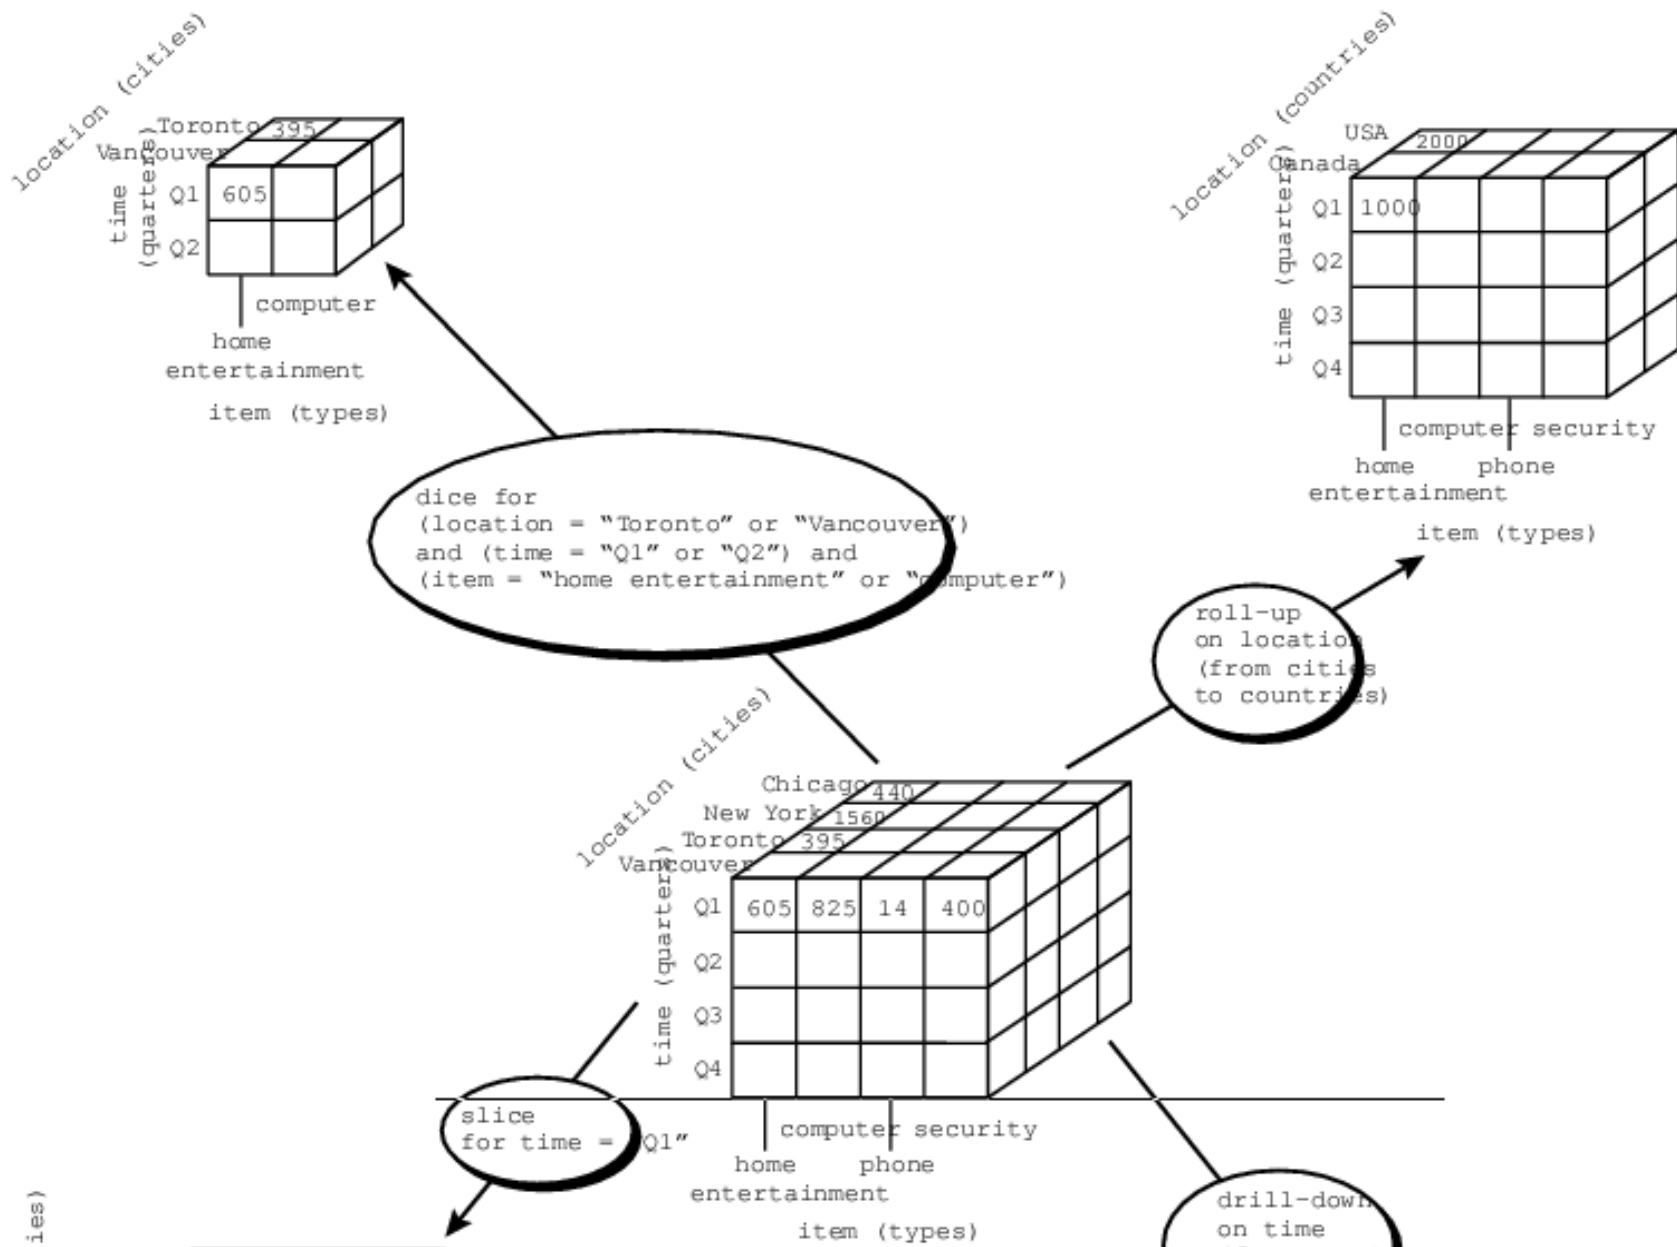 location (cities)
Toronto 395
Vancouver
time
(quarters)
Q1 605
Q2
computer
home
entertainment
item (types)
location (countries)
USA 2000
Canada
time (quarters)
Q1 1000
Q2
Q3
Q4
computer security
home phone
entertainment
item (types)
dice for
(location = “Toronto” or “Vancouver”)
and (time = “Q1” or “Q2”) and
(item = “home entertainment” or “computer”)
roll-up
on location
(from cities
to countries)
location (cities)
Chicago 440
New York 1560
Toronto 395
Vancouver
time (quarters)
Q1 605 825 14 400
Q2
Q3
Q4
computer security
home phone
entertainment
item (types)
slice
for time = “Q1”
drill-down
on time
ies)